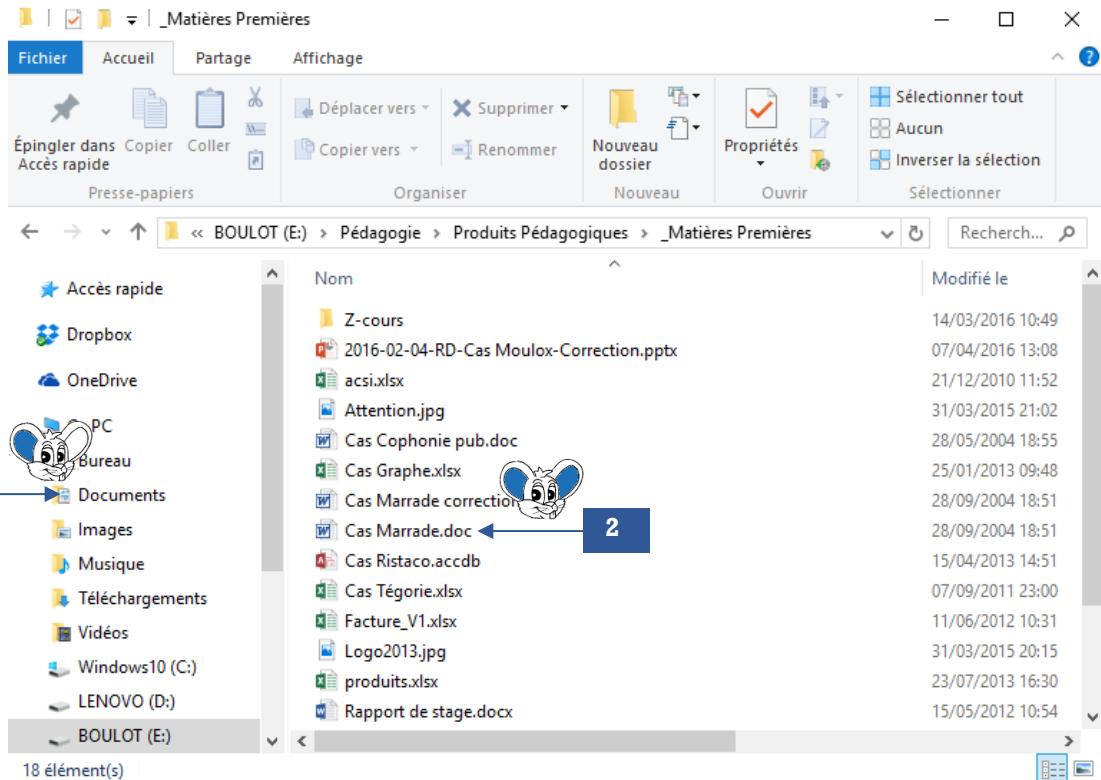 _Matières Premières
Fichier Accueil Partage Affichage
Déplacer vers Supprimer Sélectionner tout
Aucun
Épingler dans Copier Coller Copier vers Renommer Nouveau Propriétés
Accès rapide dossier Inverser la sélection
Presse-papiers Organiser Nouveau Ouvrir Sélectionner
« BOULOT (E:) > Pédagogie > Produits Pédagogiques > _Matières Premières Recherch...
Nom Modifié le
Accès rapide
Dropbox
OneDrive
PC
Bureau
Documents
Images
Musique
Téléchargements
Vidéos
Windows10 (C:)
LENOVO (D:)
BOULOT (E:)
Z-cours 14/03/2016 10:49
2016-02-04-RD-Cas Moulox-Correction.pptx 07/04/2016 13:08
acsi.xlsx 21/12/2010 11:52
Attention.jpg 31/03/2015 21:02
Cas Cophonie pub.doc 28/05/2004 18:55
Cas Graphe.xlsx 25/01/2013 09:48
Cas Marrade correction 28/09/2004 18:51
Cas Marrade.doc 2 28/09/2004 18:51
Cas Ristaco.accdb 15/04/2013 14:51
Cas Tégorie.xlsx 07/09/2011 23:00
Facture_V1.xlsx 11/06/2012 10:31
Logo2013.jpg 31/03/2015 20:15
produits.xlsx 23/07/2013 16:30
Rapport de stage.docx 15/05/2012 10:54
18 élément(s)